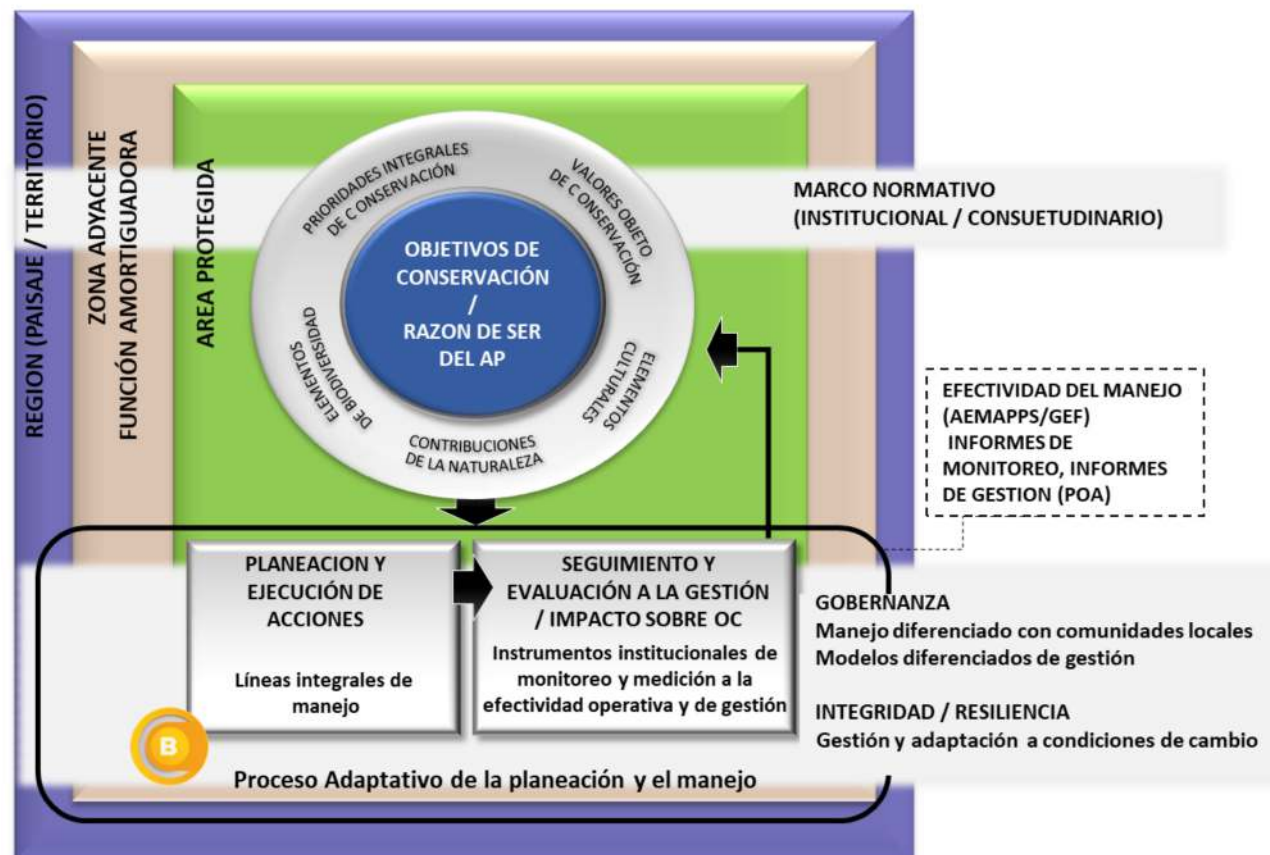 REGION (PAISAJE / TERRITORIO)
ZONA ADYACENTE
FUNCIÓN AMORTIGUADORA
AREA PROTEGIDA
PRIORIDADES INTEGRALES
DE C ONSERVACIÓN
VALORES OBJETO
DE C ONSERVACIÓN
ELEMENTOS
CULTURALES
CONTRIBUCIONES
DE LA NATURALEZA
ELEMENTOS
DE BIODIVERSIDAD
OBJETIVOS DE
CONSERVACIÓN
/
RAZON DE SER
DEL AP
MARCO NORMATIVO
(INSTITUCIONAL / CONSUETUDINARIO)
EFECTIVIDAD DEL MANEJO
(AEMAPPS/GEF)
INFORMES DE
MONITOREO, INFORMES
DE GESTION (POA)
PLANEACION Y
EJECUCIÓN DE
ACCIONES
Líneas integrales de
manejo
SEGUIMIENTO Y
EVALUACIÓN A LA GESTIÓN
/ IMPACTO SOBRE OC
Instrumentos institucionales de
monitoreo y medición a la
efectividad operativa y de gestión
GOBERNANZA
Manejo diferenciado con comunidades locales
Modelos diferenciados de gestión
INTEGRIDAD / RESILIENCIA
Gestión y adaptación a condiciones de cambio
B
Proceso Adaptativo de la planeación y el manejo